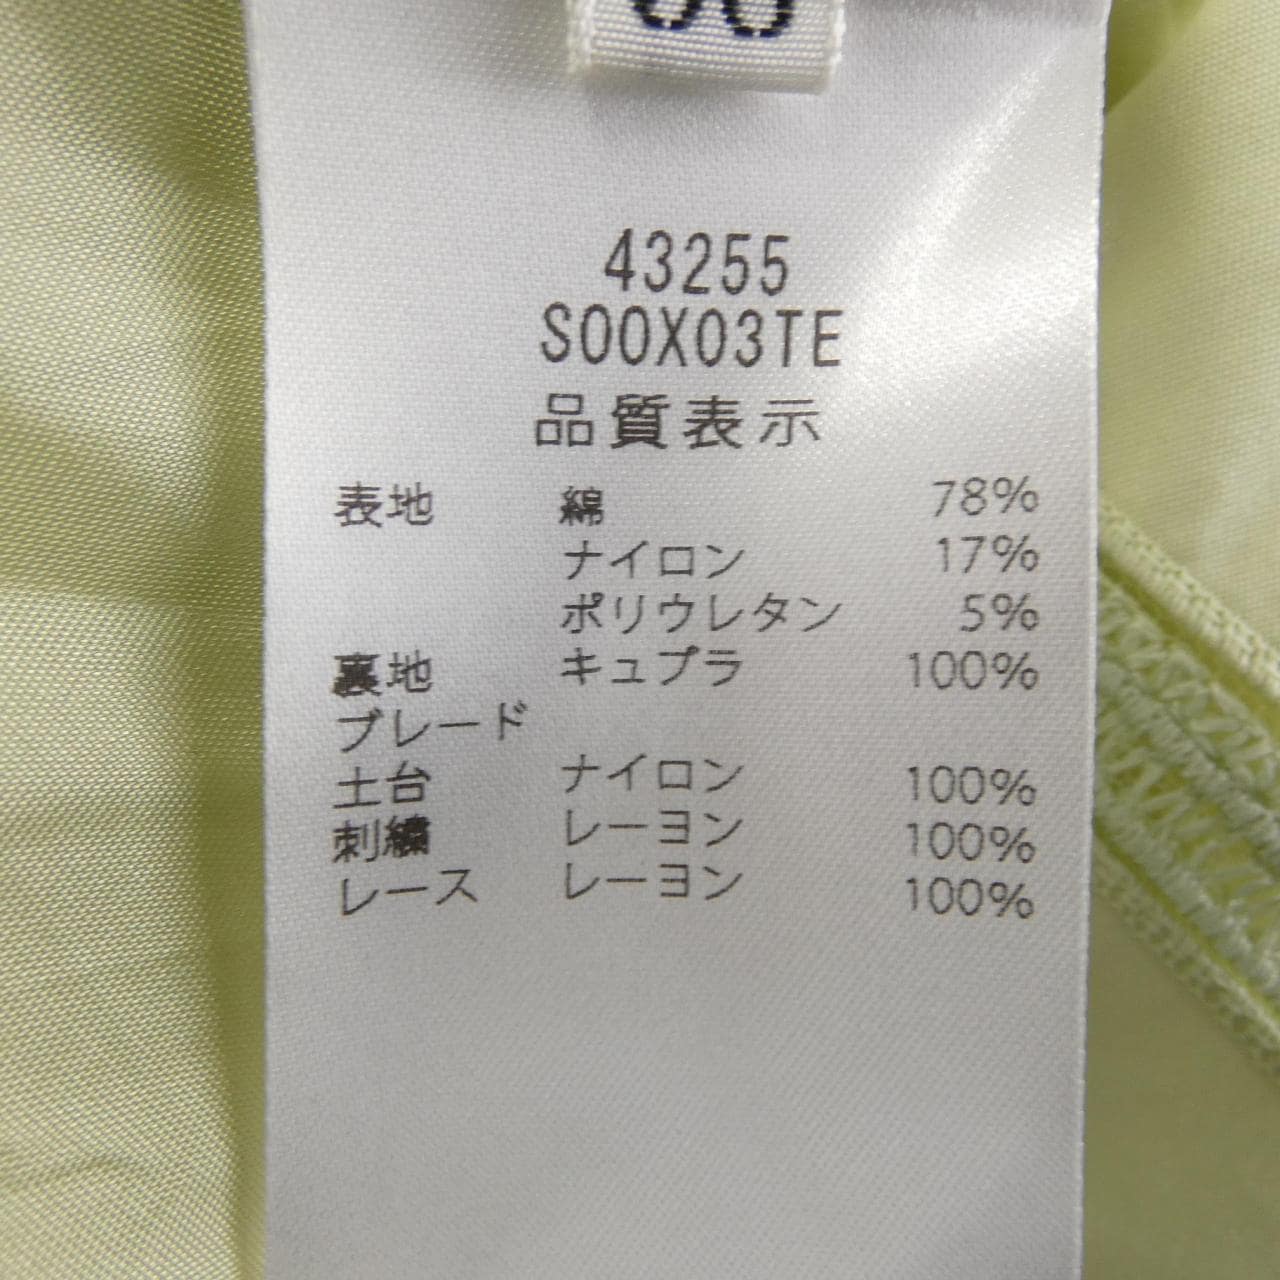 43255
S00X03TE
品質表示
表地 綿 78%
ナイロン 17%
ポリウレタン 5%
裏地 キュプラ 100%
ブレード
土台 ナイロン 100%
刺繍 レーヨン 100%
レース レーヨン 100%